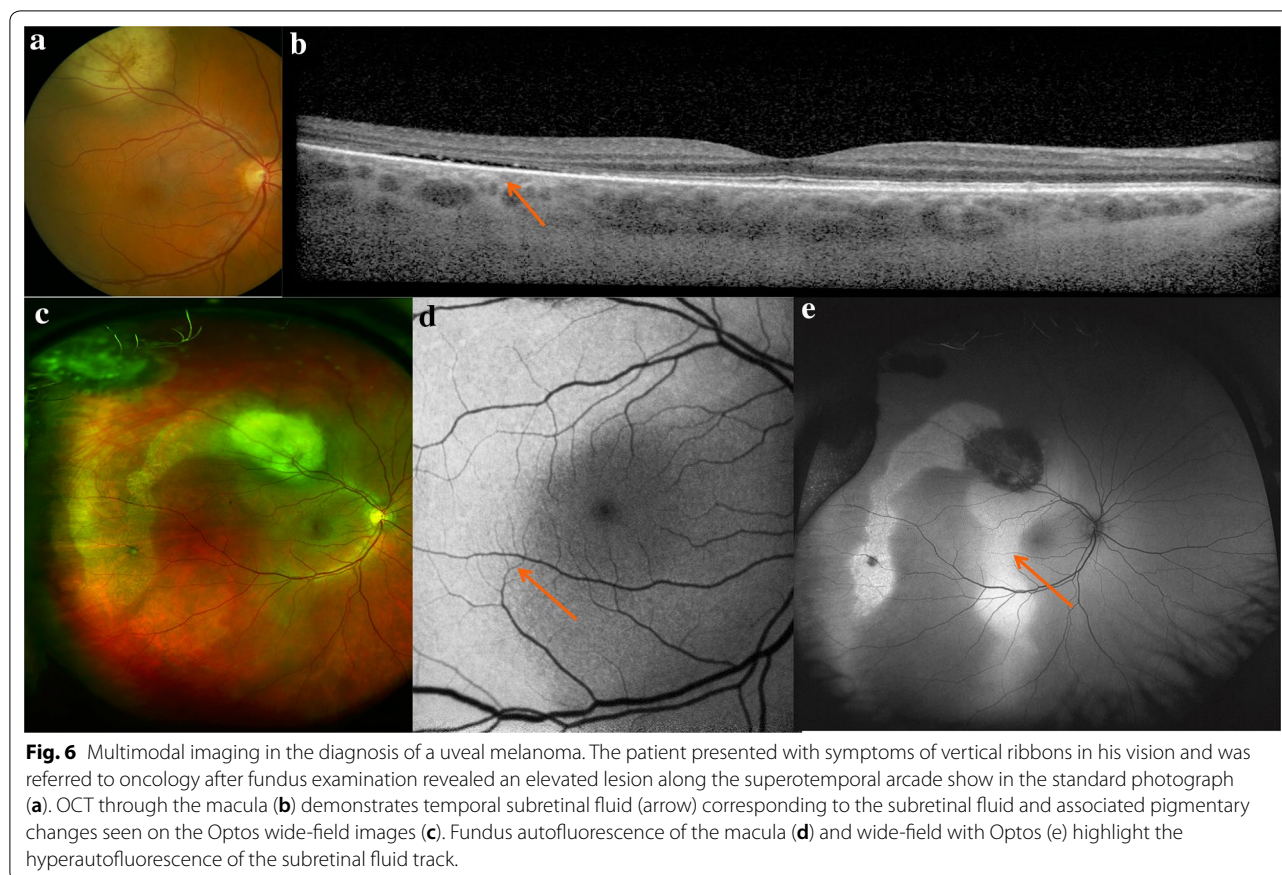 a
b
c
d
e
Fig. 6 Multimodal imaging in the diagnosis of a uveal melanoma. The patient presented with symptoms of vertical ribbons in his vision and was
referred to oncology after fundus examination revealed an elevated lesion along the superotemporal arcade show in the standard photograph
(a). OCT through the macula (b) demonstrates temporal subretinal fluid (arrow) corresponding to the subretinal fluid and associated pigmentary
changes seen on the Optos wide-field images (c). Fundus autofluorescence of the macula (d) and wide-field with Optos (e) highlight the
hyperautofluorescence of the subretinal fluid track.